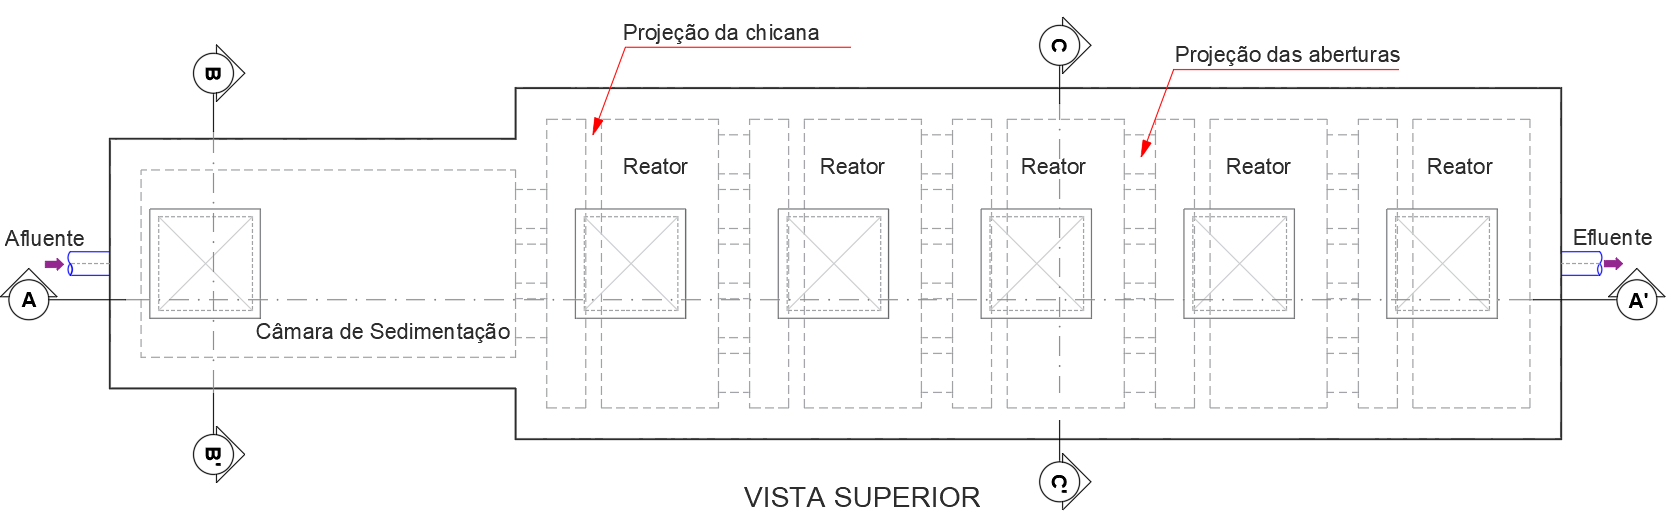 Projeção da chicana
C
Projeção das aberturas
B
Reator
Reator
Reator
Reator
Reator
Afluente
Efluente
A
A'
Câmara de Sedimentação
B'
C'
VISTA SUPERIOR